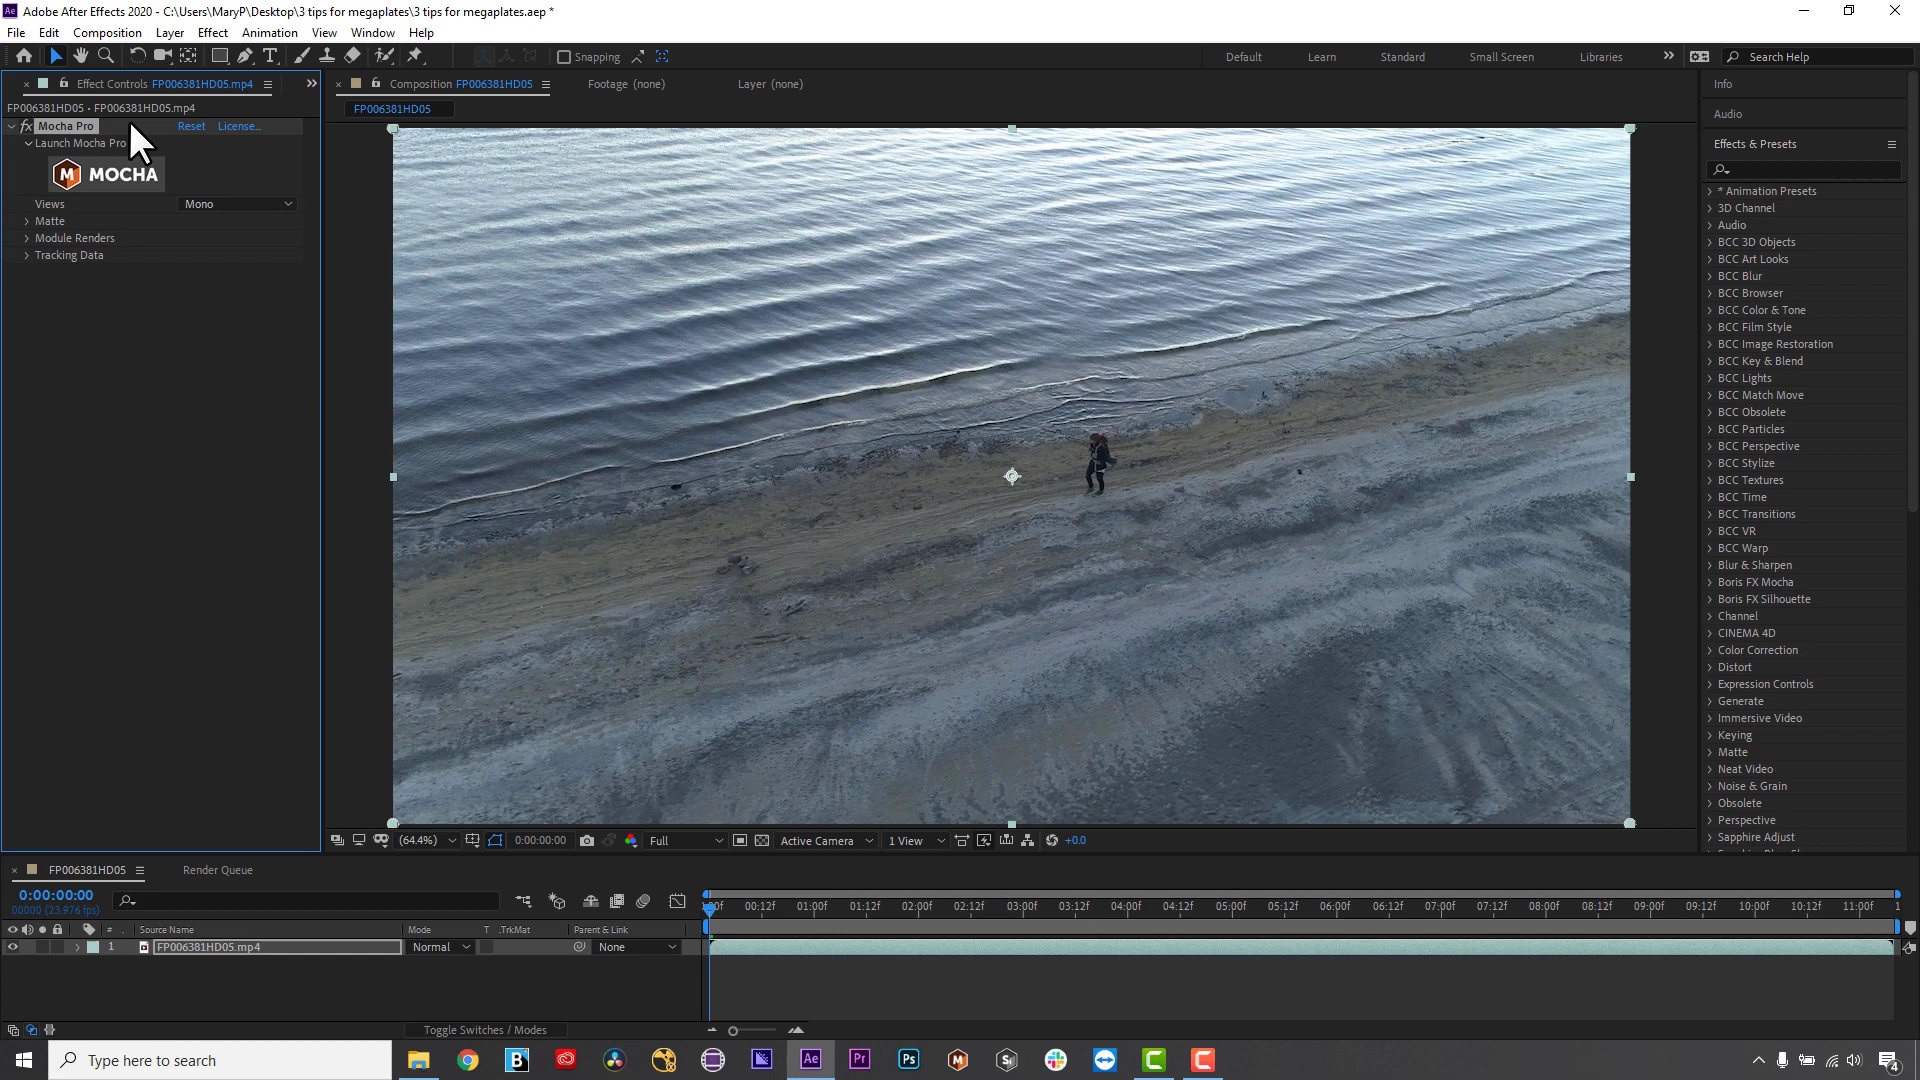 Ae Adobe After Effects 2020 - C:\Users\MaryP\Desktop\3 tips for megaplates\3 tips for megaplates.aep *
File Edit Composition Layer Effect Animation View Window Help
Snapping
Default Learn Standard Small Screen Libraries Search Help
Effect Controls FP006381HD05.mp4
Composition FP006381HD05
Footage (none)
Layer (none)
FP006381HD05 • FP006381HD05.mp4
FP006381HD05
fx Mocha Pro Reset License...
Launch Mocha Pro
M MOCHA
Views Mono
Matte
Module Renders
Tracking Data
Info
Audio
Effects & Presets
* Animation Presets
3D Channel
Audio
BCC 3D Objects
BCC Art Looks
BCC Blur
BCC Browser
BCC Color & Tone
BCC Film Style
BCC Image Restoration
BCC Key & Blend
BCC Lights
BCC Match Move
BCC Obsolete
BCC Particles
BCC Perspective
BCC Stylize
BCC Textures
BCC Time
BCC Transitions
BCC VR
BCC Warp
Blur & Sharpen
Boris FX Mocha
Boris FX Silhouette
Channel
CINEMA 4D
Color Correction
Distort
Expression Controls
Generate
Immersive Video
Keying
Matte
Neat Video
Noise & Grain
Obsolete
Perspective
Sapphire Adjust
(64.4%) 0:00:00:00 Full Active Camera 1 View +0.0
FP006381HD05 Render Queue
0:00:00:00
00000 (23.976 fps)
00:12f 01:00f 01:12f 02:00f 02:12f 03:00f 03:12f 04:00f 04:12f 05:00f 05:12f 06:00f 06:12f 07:00f 07:12f 08:00f 08:12f 09:00f 09:12f 10:00f 10:12f 11:00f 1
# Source Name Mode T .TrkMat Parent & Link
1 FP006381HD05.mp4 Normal None
Toggle Switches / Modes
Type here to search
B Ae Pr Ps M Si C C 4